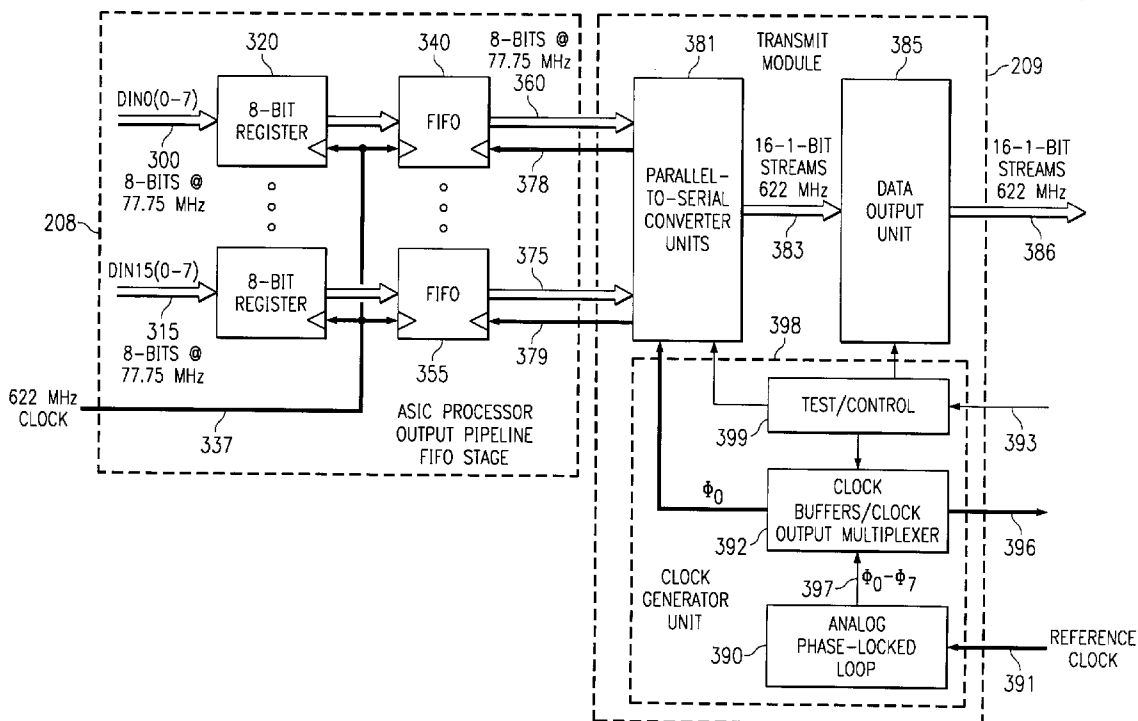 320
340
8-BITS @
77.75 MHz
360
381
TRANSMIT
MODULE
385
209
DIN0(0-7)
300
8-BITS @
77.75 MHz
8-BIT
REGISTER
FIFO
378
PARALLEL-
TO-SERIAL
CONVERTER
UNITS
16-1-BIT
STREAMS
622 MHz
383
DATA
OUTPUT
UNIT
16-1-BIT
STREAMS
622 MHz
386
208
DIN15(0-7)
315
8-BITS @
77.75 MHz
8-BIT
REGISTER
FIFO
355
375
379
398
622 MHz
CLOCK
337
ASIC PROCESSOR
OUTPUT PIPELINE
FIFO STAGE
TEST/CONTROL
399
393
Φ0
CLOCK
BUFFERS/CLOCK
OUTPUT MULTIPLEXER
392
396
397
Φ0-Φ7
CLOCK
GENERATOR
UNIT
ANALOG
PHASE-LOCKED
LOOP
390
REFERENCE
CLOCK
391